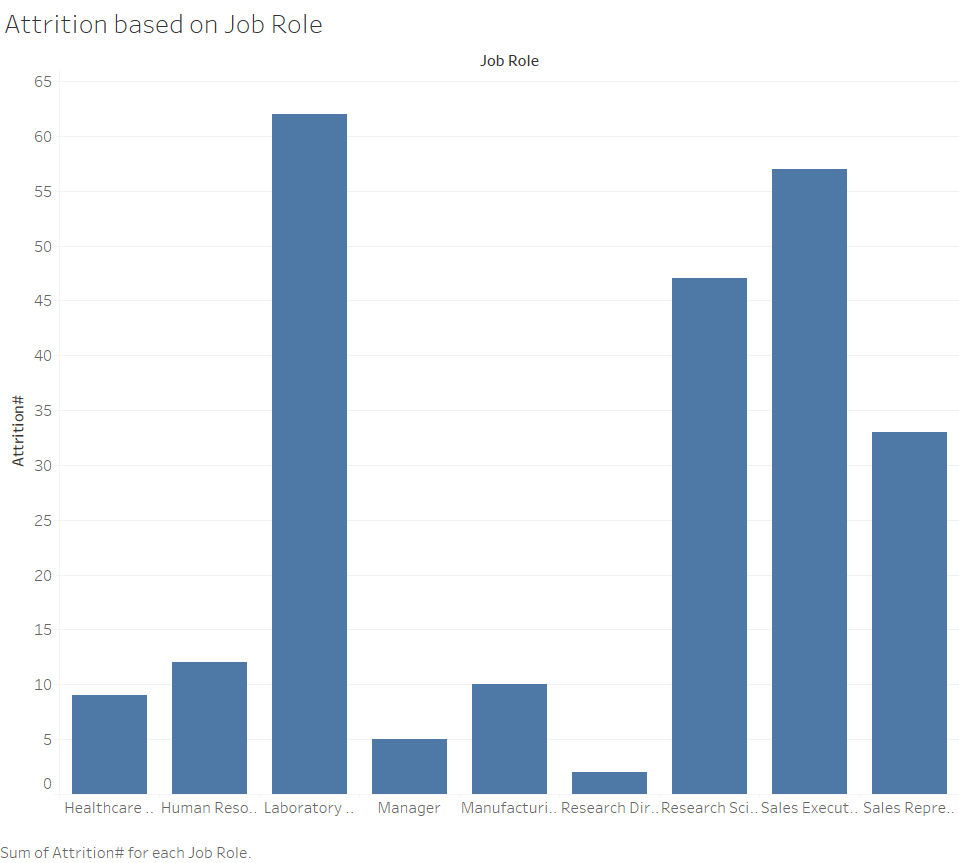 Attrition based on Job Role
Job Role
65
60
55
50
45
40
35
30
25
20
15
10
5
0
Attrition#
Healthcare .. Human Reso.. Laboratory .. Manager Manufacturi.. Research Dir.. Research Sci.. Sales Execut.. Sales Repre..
Sum of Attrition# for each Job Role.